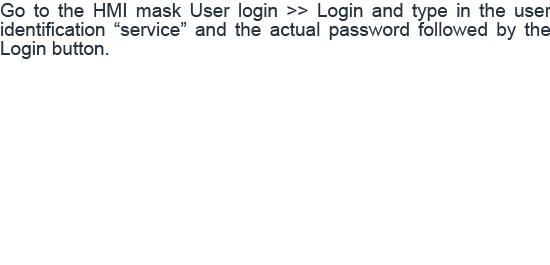 Go to the HMI mask User login >> Login and type in the user
identification “service” and the actual password followed by the
Login button.